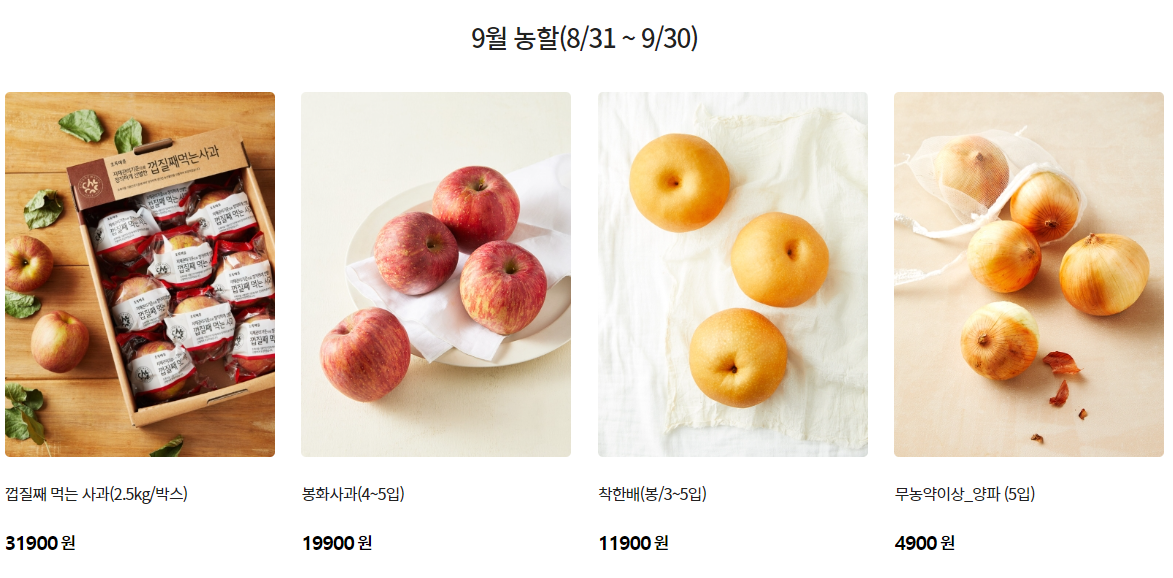 9월 농할(8/31 ~ 9/30)
껍질째먹는사과
껍질째 먹는 사과(2.5kg/박스)
봉화사과(4~5입)
착한배(봉/3~5입)
무농약이상_양파 (5입)
31900 원
19900 원
11900 원
4900 원